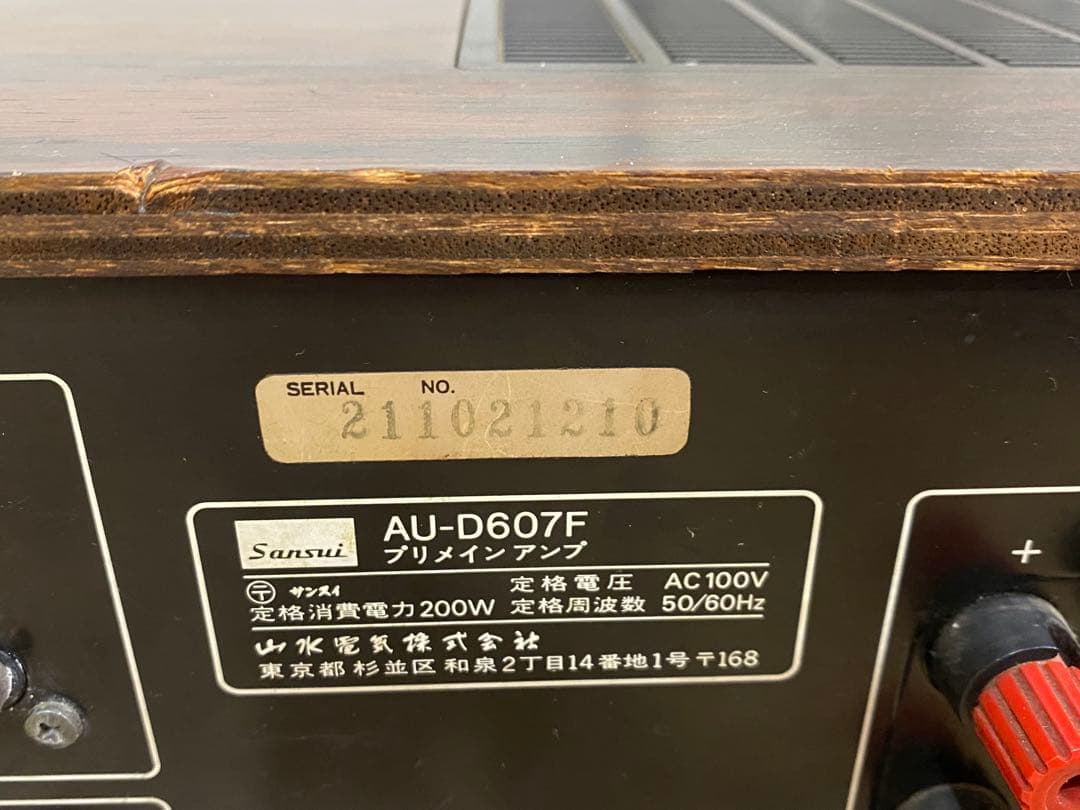 SERIAL NO.
211021210
Sansui
AU-D607F
プリメインアンプ
〒 サンスイ 定格電圧 AC100V
定格消費電力200W 定格周波数 50/60Hz
山水電気株式会社
東京都杉並区和泉2丁目14番地1号〒168
+